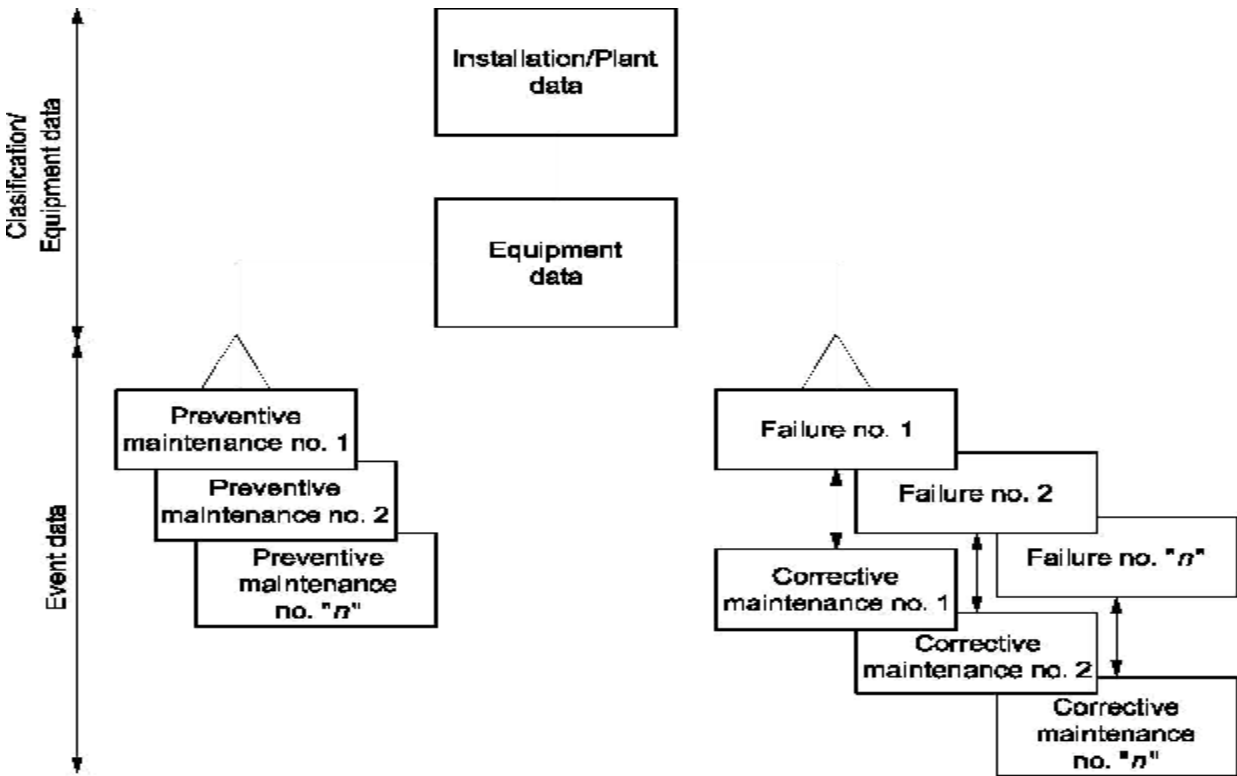 Clasification/
Equipment data
Installation/Plant
data
Equipment
data
Event data
Preventive
maintenance no. 1
Preventive
maintenance no. 2
Preventive
maintenance
no. "n"
Failure no. 1
Failure no. 2
Failure no. "n"
Corrective
maintenance no. 1
Corrective
maintenance no. 2
Corrective
maintenance
no. "n"